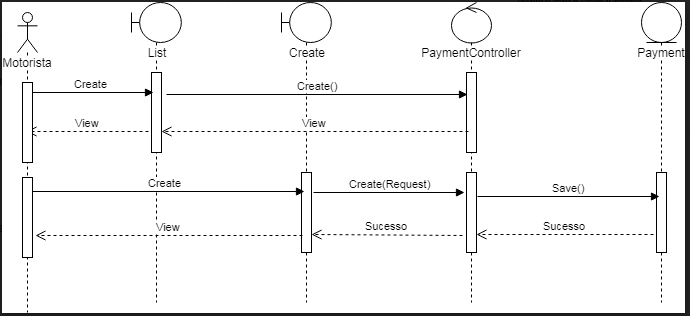 Motorista
List
Create
PaymentController
Payment
Create
Create()
View
View
Create
Create(Request)
Save()
View
Sucesso
Sucesso